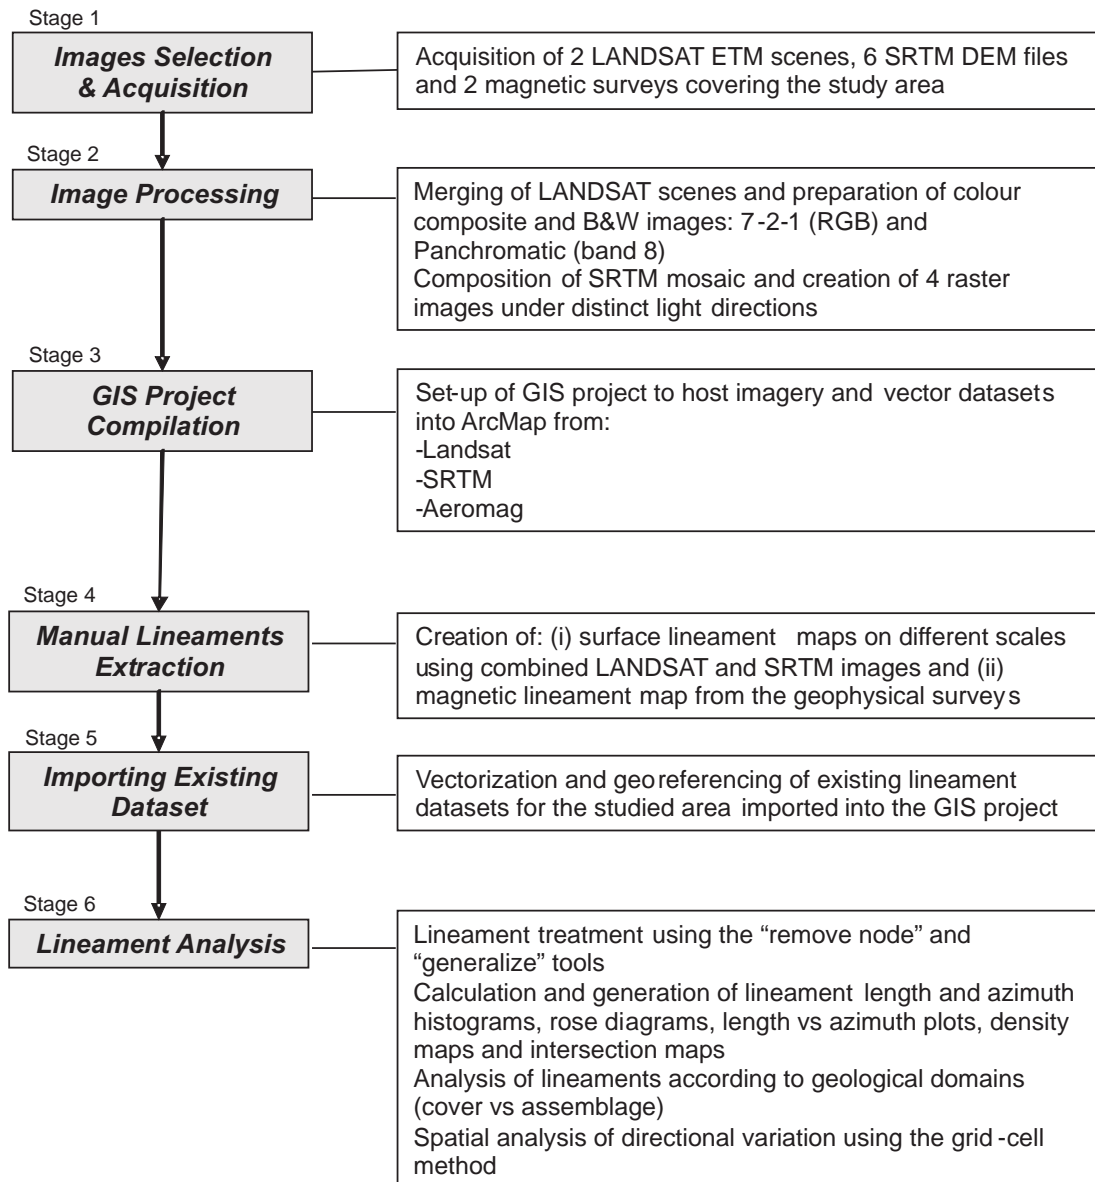 Stage 1
Images Selection
& Acquisition
Acquisition of 2 LANDSAT ETM scenes, 6 SRTM DEM files
and 2 magnetic surveys covering the study area
Stage 2
Image Processing
Merging of LANDSAT scenes and preparation of colour
composite and B&W images: 7-2-1 (RGB) and
Panchromatic (band 8)
Composition of SRTM mosaic and creation of 4 raster
images under distinct light directions
Stage 3
GIS Project
Compilation
Set-up of GIS project to host imagery and vector datasets
into ArcMap from:
-Landsat
-SRTM
-Aeromag
Stage 4
Manual Lineaments
Extraction
Creation of: (i) surface lineament maps on different scales
using combined LANDSAT and SRTM images and (ii)
magnetic lineament map from the geophysical surveys
Stage 5
Importing Existing
Dataset
Vectorization and georeferencing of existing lineament
datasets for the studied area imported into the GIS project
Stage 6
Lineament Analysis
Lineament treatment using the “remove node” and
“generalize” tools
Calculation and generation of lineament length and azimuth
histograms, rose diagrams, length vs azimuth plots, density
maps and intersection maps
Analysis of lineaments according to geological domains
(cover vs assemblage)
Spatial analysis of directional variation using the grid-cell
method